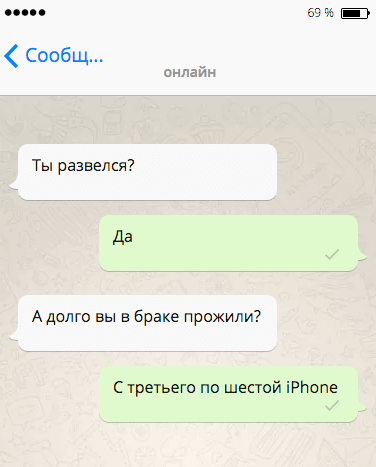 69 %
Сообщ...
онлайн
Ты развелся?
Да
А долго вы в браке прожили?
С третьего по шестой iPhone